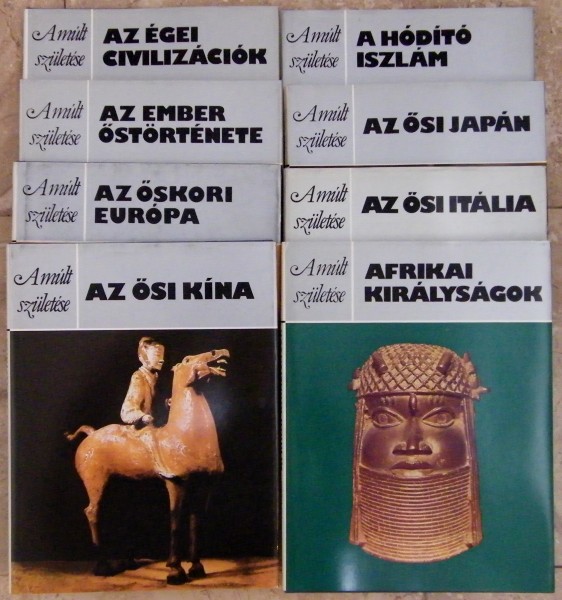 A múlt
születése
AZ ÉGEI
CIVILIZÁCIÓK
A múlt
születése
AZ EMBER
ŐSTÖRTÉNETE
A múlt
születése
AZ ŐSKORI
EURÓPA
A múlt
születése
AZ ŐSI KÍNA
A múlt
születése
A HÓDÍTÓ
ISZLÁM
A múlt
születése
AZ ŐSI JAPÁN
A múlt
születése
AZ ŐSI ITÁLIA
A múlt
születése
AFRIKAI
KIRÁLYSÁGOK